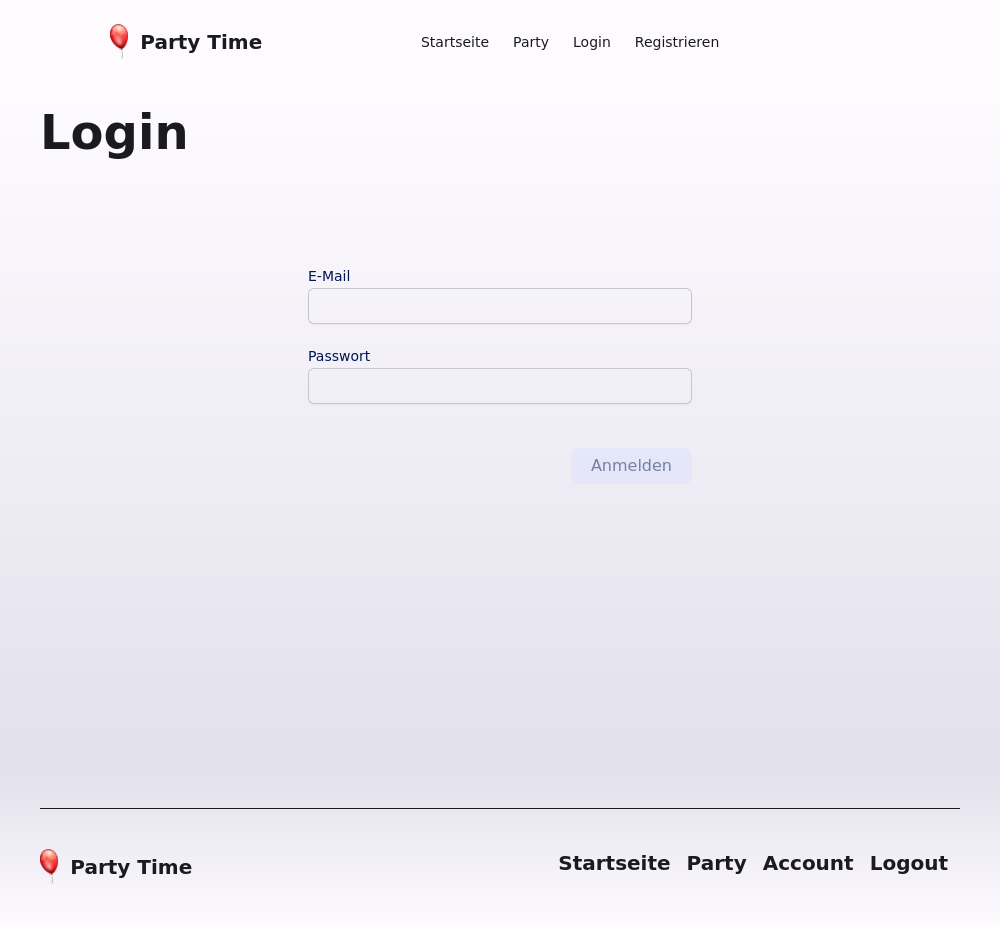 Party Time
Startseite Party Login Registrieren
Login
E-Mail
Passwort
Anmelden
Party Time
Startseite Party Account Logout